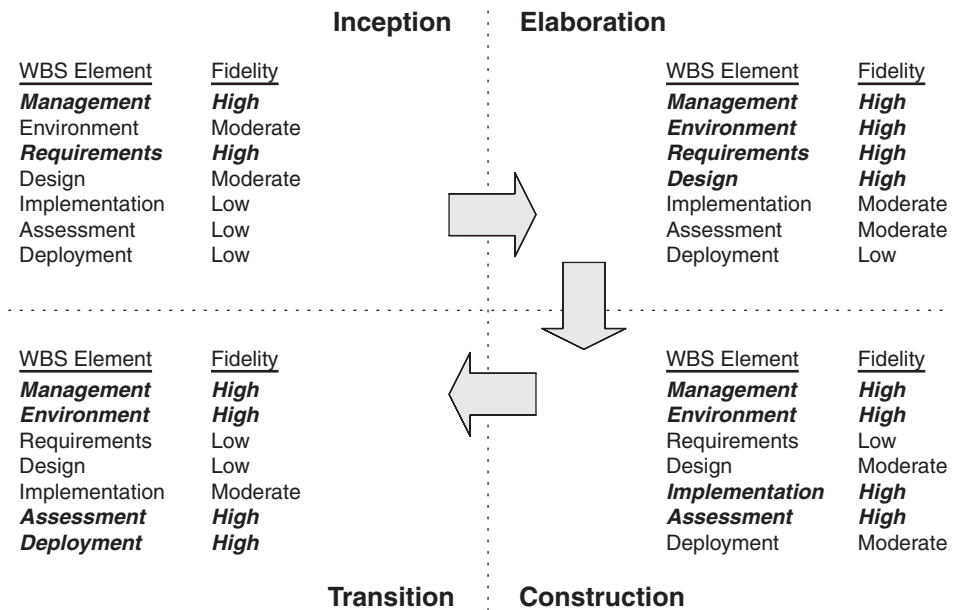 Inception
WBS Element Fidelity
Management High
Environment Moderate
Requirements High
Design Moderate
Implementation Low
Assessment Low
Deployment Low
Elaboration
WBS Element Fidelity
Management High
Environment High
Requirements High
Design High
Implementation Moderate
Assessment Moderate
Deployment Low
WBS Element Fidelity
Management High
Environment High
Requirements Low
Design Low
Implementation Moderate
Assessment High
Deployment High
Transition
WBS Element Fidelity
Management High
Environment High
Requirements Low
Design Moderate
Implementation High
Assessment High
Deployment Moderate
Construction